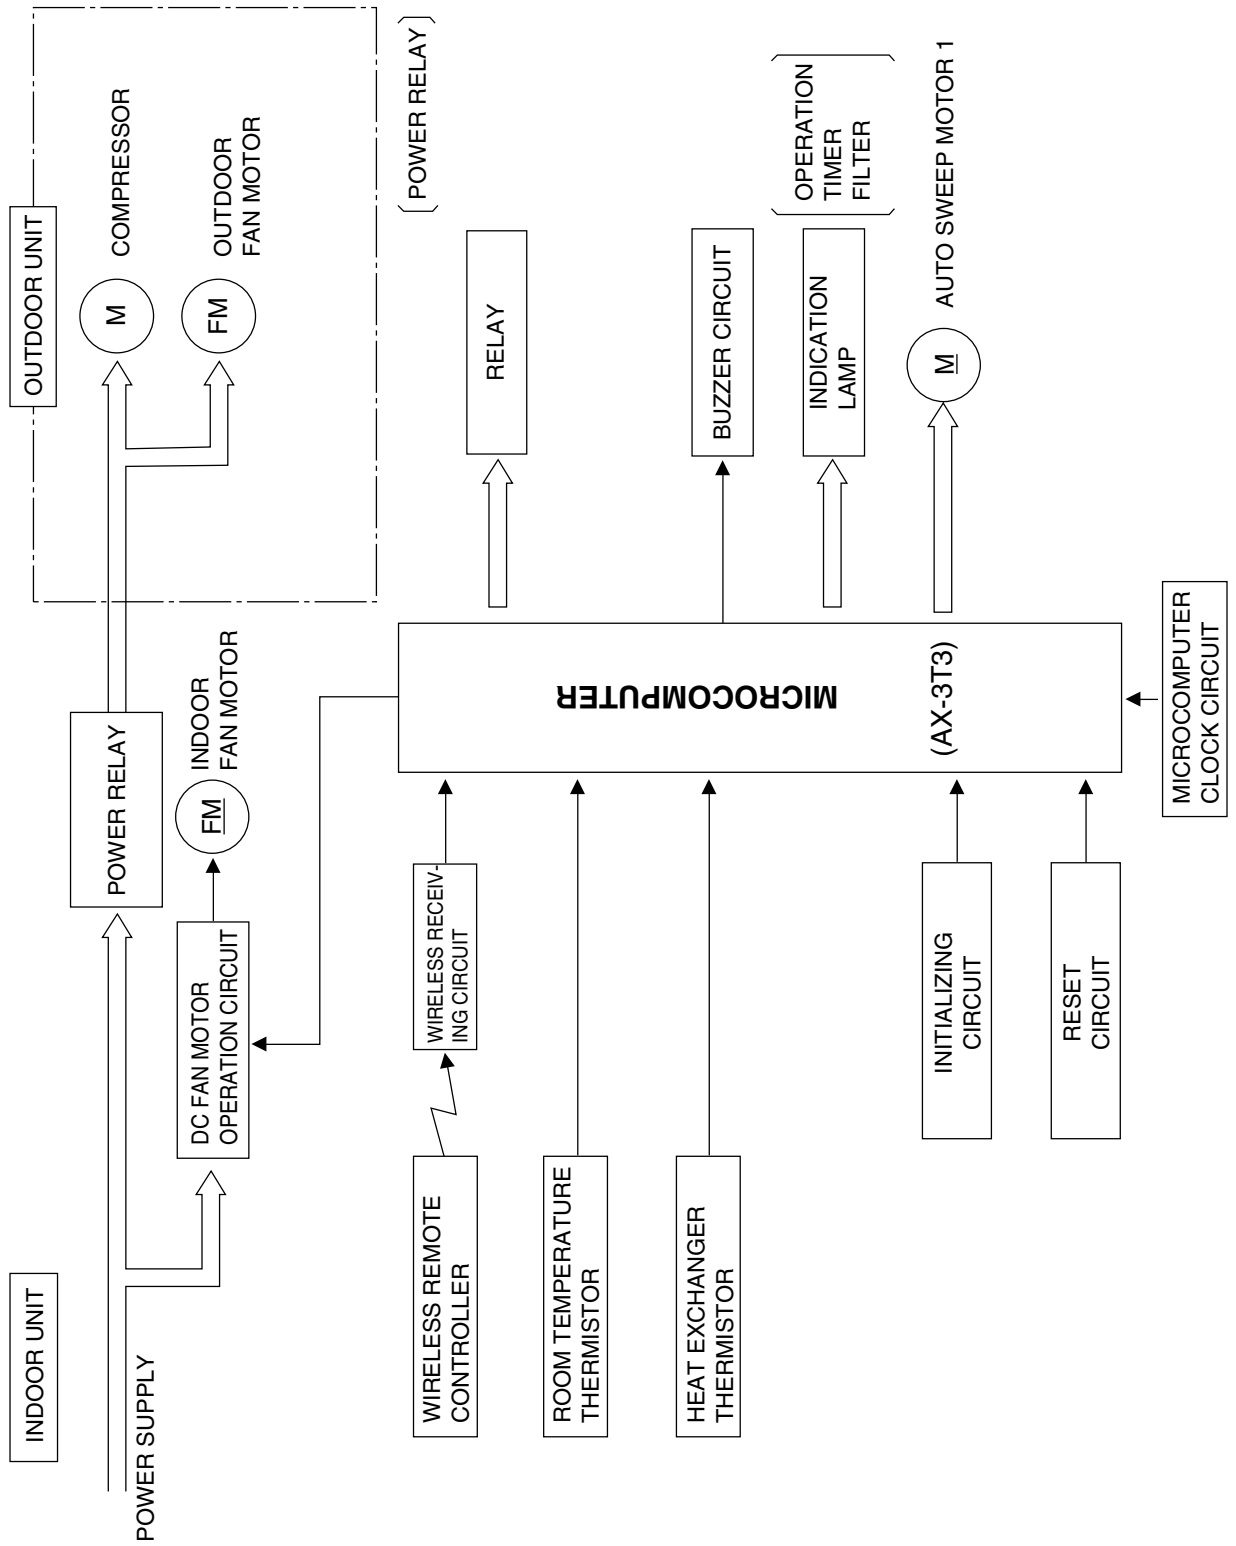 INDOOR UNIT
OUTDOOR UNIT
POWER SUPPLY
POWER RELAY
M
COMPRESSOR
FM
OUTDOOR
FAN MOTOR
DC FAN MOTOR
OPERATION CIRCUIT
FM
INDOOR
FAN MOTOR
WIRELESS REMOTE
CONTROLLER
WIRELESS RECEIV-
ING CIRCUIT
ROOM TEMPERATURE
THERMISTOR
HEAT EXCHANGER
THERMISTOR
INITIALIZING
CIRCUIT
RESET
CIRCUIT
MICROCOMPUTER
(AX-3T3)
MICROCOMPUTER
CLOCK CIRCUIT
RELAY
(POWER RELAY)
BUZZER CIRCUIT
INDICATION
LAMP
OPERATION
TIMER
FILTER
M
AUTO SWEEP MOTOR 1